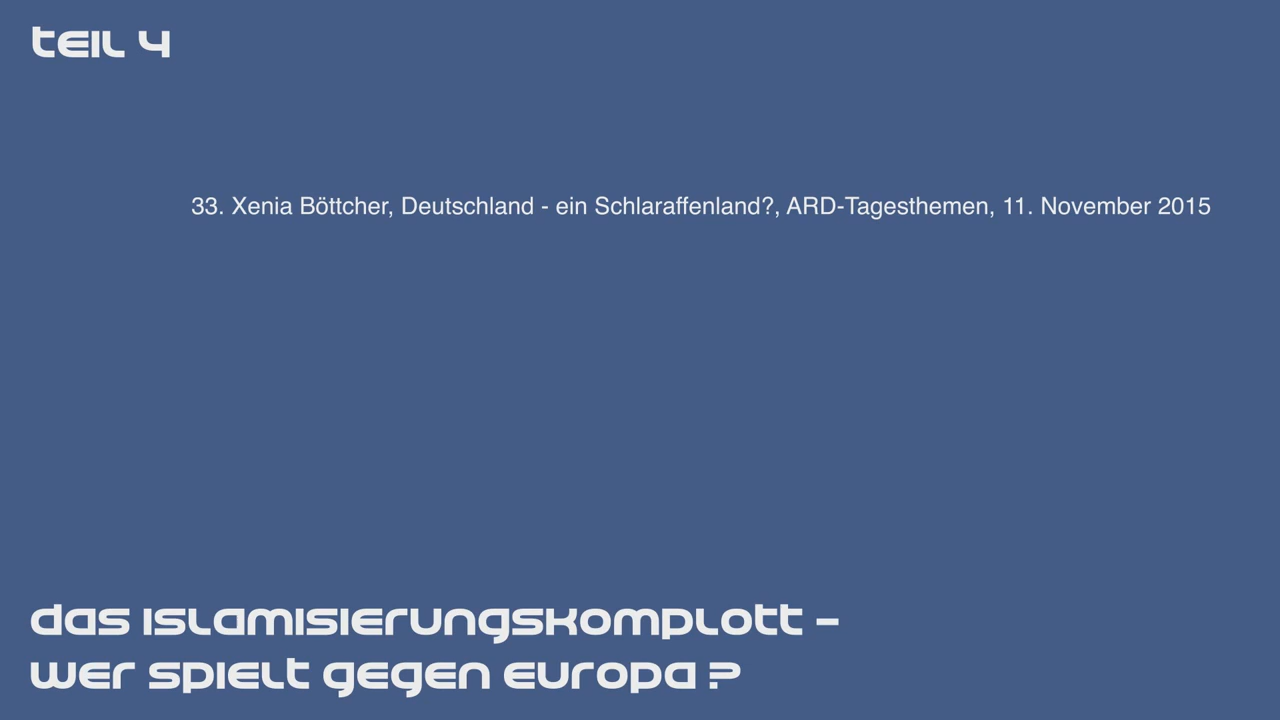 Teil 4
33. Xenia Böttcher, Deutschland - ein Schlaraffenland?, ARD-Tagesthemen, 11. November 2015
Das Islamisierungskomplott –
wer spielt gegen Europa ?